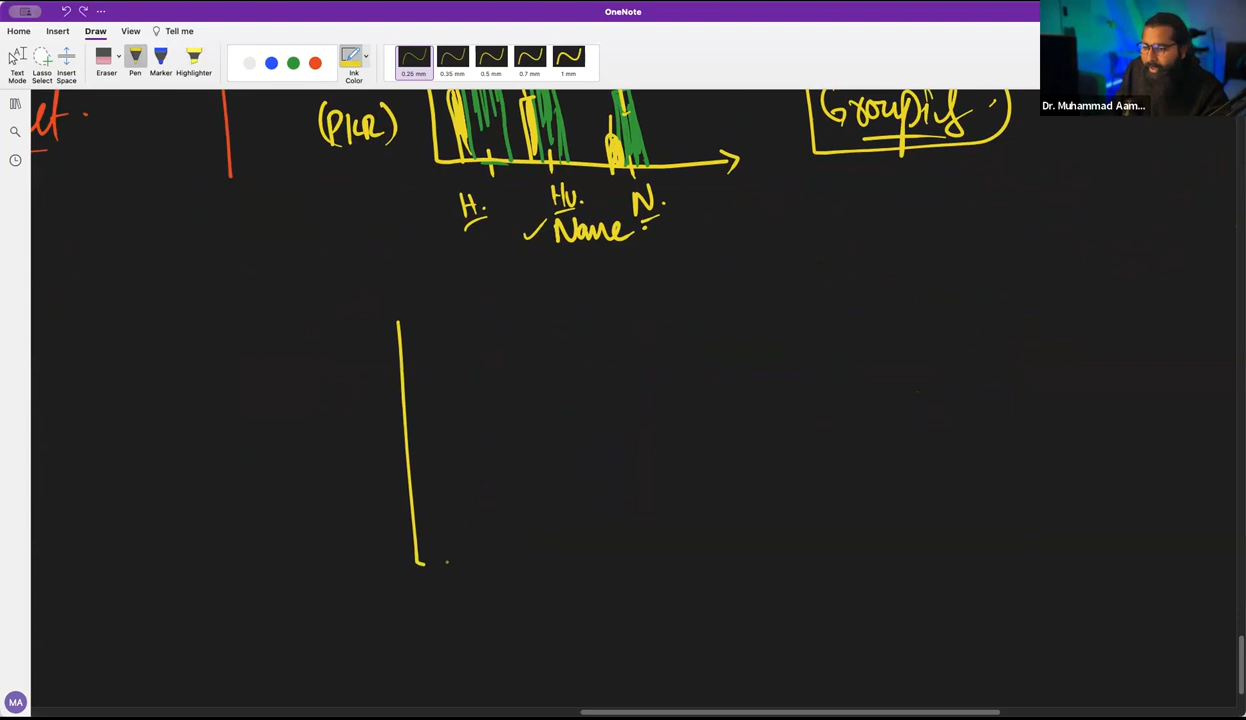 OneNote
Home Insert Draw View Tell me
Text Mode
Lasso Select
Insert Space
Eraser
Pen
Marker
Highlighter
Ink Color
0.25 mm
0.35 mm
0.5 mm
0.7 mm
1 mm
Dr. Muhammad Aam...
(PKR)
H. Hu. N.
Name
MA